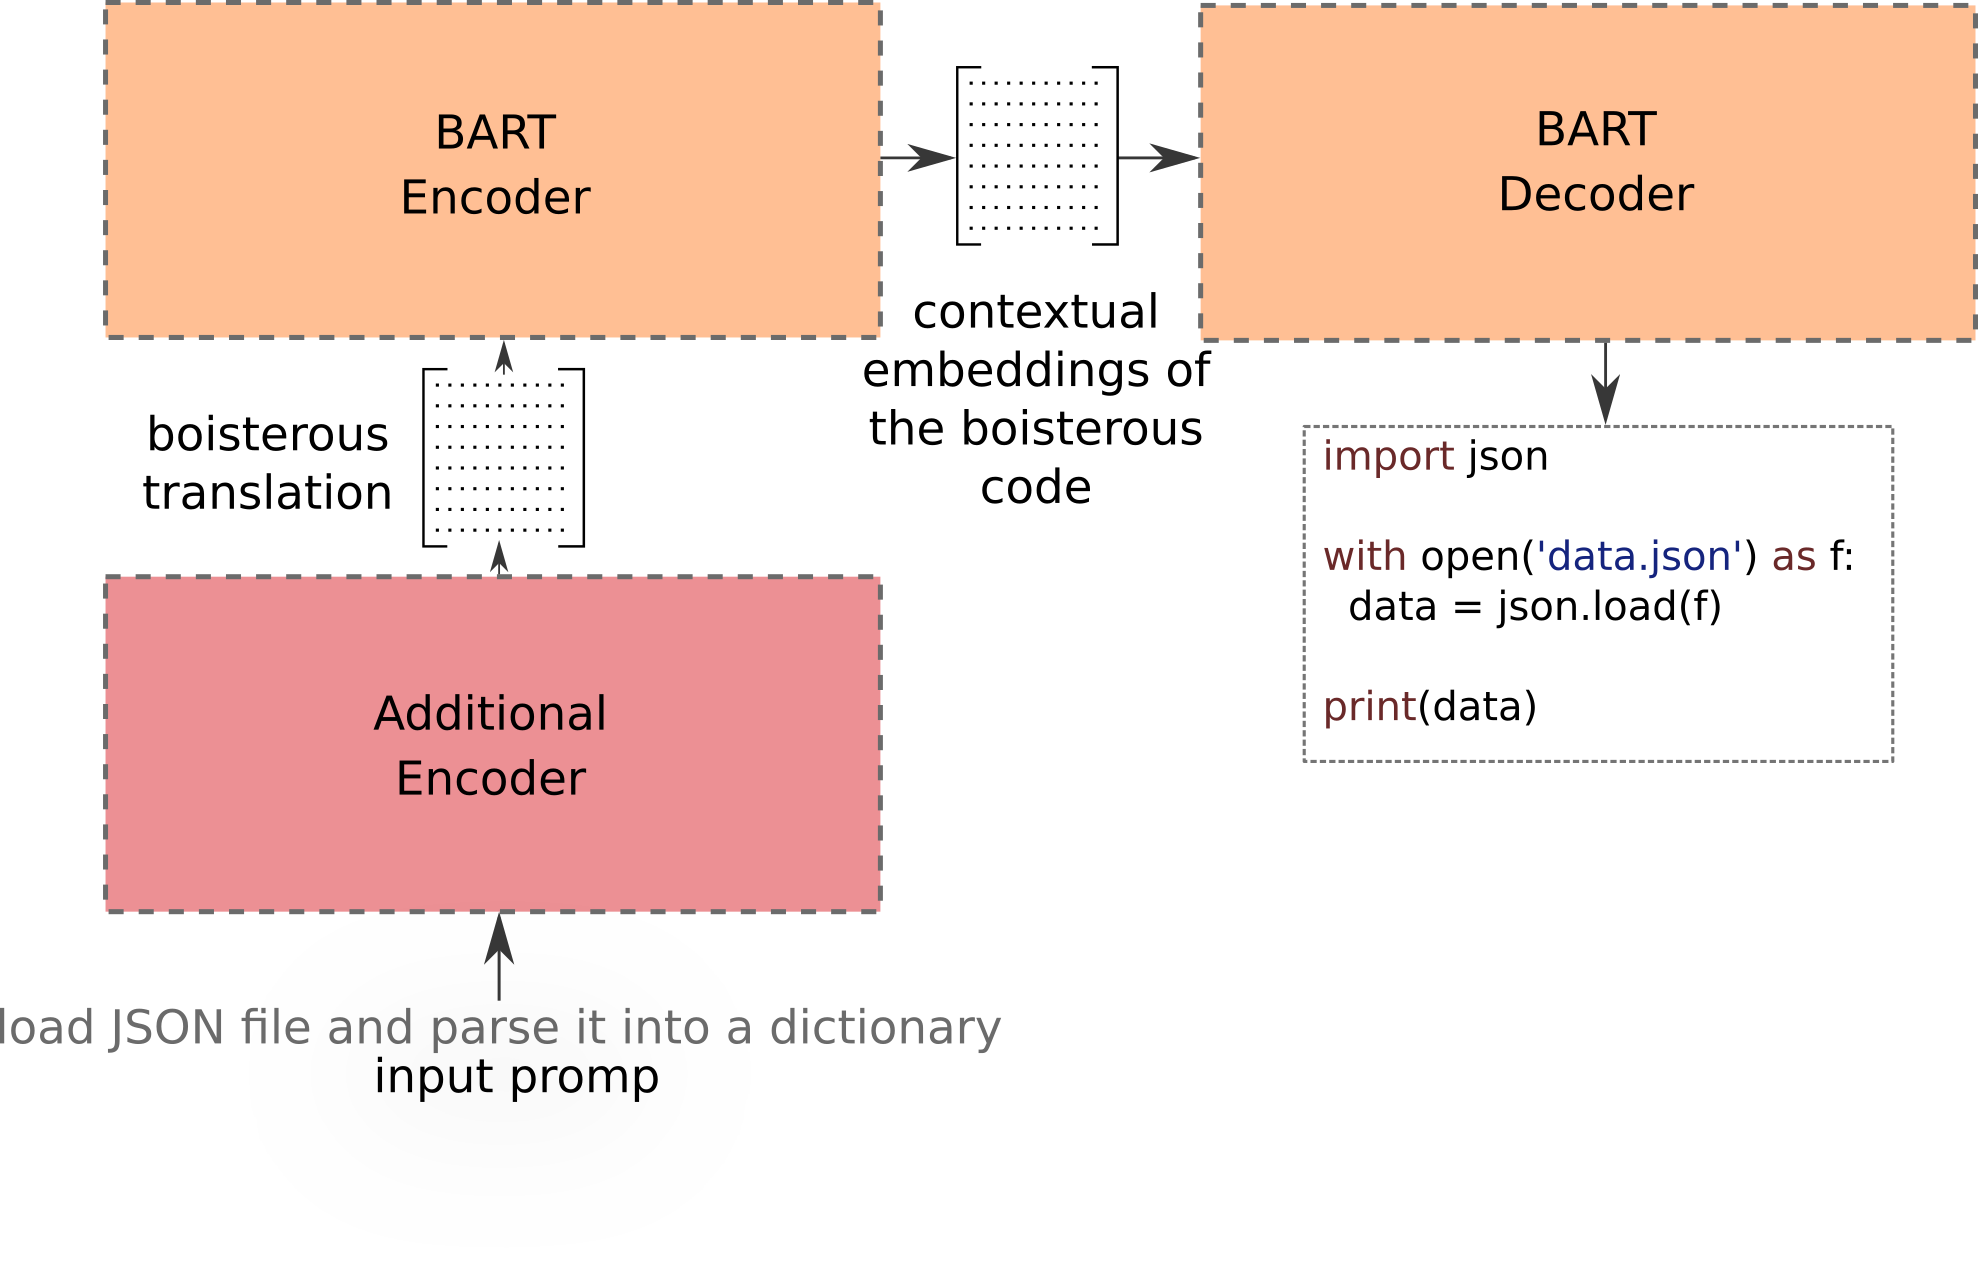 BART
Encoder
BART
Decoder
contextual
embeddings of
the boisterous
code
boisterous
translation
import json
with open('data.json') as f:
data = json.load(f)
print(data)
Additional
Encoder
load JSON file and parse it into a dictionary
input promp